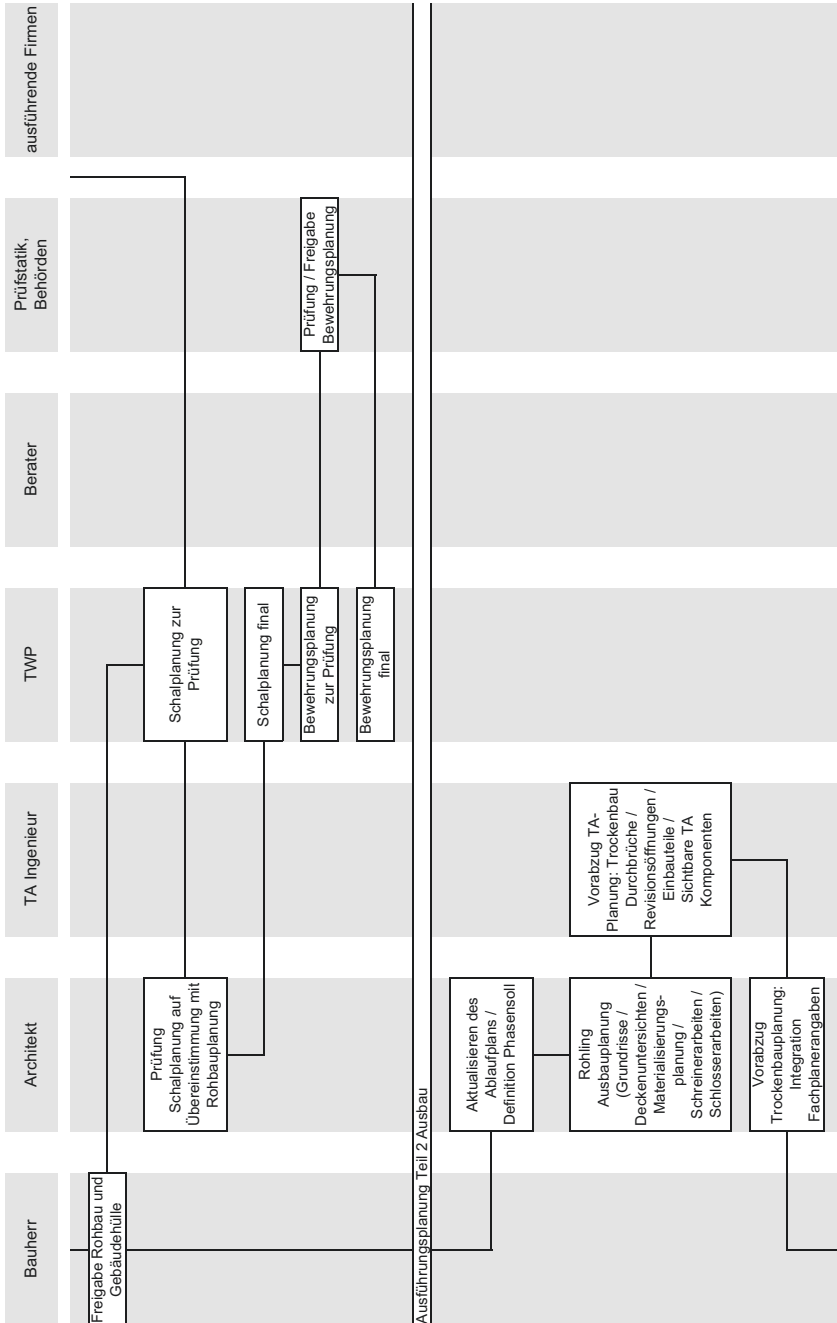 Bauherr
Architekt
TA Ingenieur
TWP
Berater
Prüfstatik,
Behörden
ausführende Firmen
Freigabe Rohbau und
Gebäudehülle
Prüfung
Schalplanung auf
Übereinstimmung mit
Rohbauplanung
Schalplanung zur
Prüfung
Schalplanung final
Bewehrungsplanung
zur Prüfung
Prüfung / Freigabe
Bewehrungsplanung
Bewehrungsplanung
final
Ausführungsplanung Teil 2 Ausbau
Aktualisieren des
Ablaufplans /
Definition Phasensoll
Rohling
Ausbauplanung
(Grundrisse /
Deckenuntersichten /
Materialisierungs-
planung /
Schreinerarbeiten /
Schlosserarbeiten)
Vorabzug TA-
Planung: Trockenbau
Durchbrüche /
Revisionsöffnungen /
Einbauteile /
Sichtbare TA
Komponenten
Vorabzug
Trockenbauplanung:
Integration
Fachplanerangaben